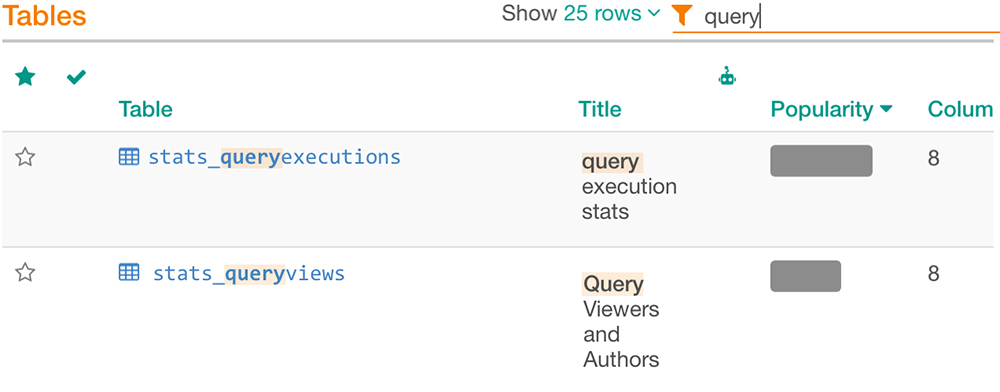 Tables
Show 25 rows
query
Table
Title
Popularity
Colum
stats_queryexecutions
query
execution
stats
8
stats_queryviews
Query
Viewers
and
Authors
8